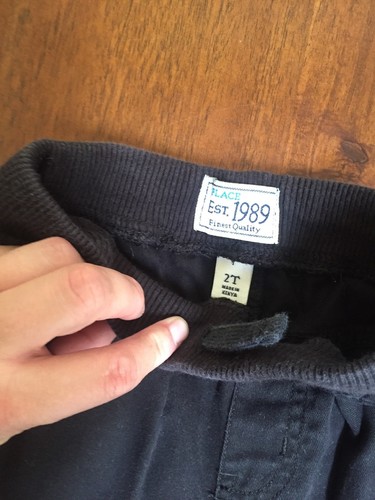 PLACE
EST. 1989
Finest Quality
2T
MADE IN
KENYA